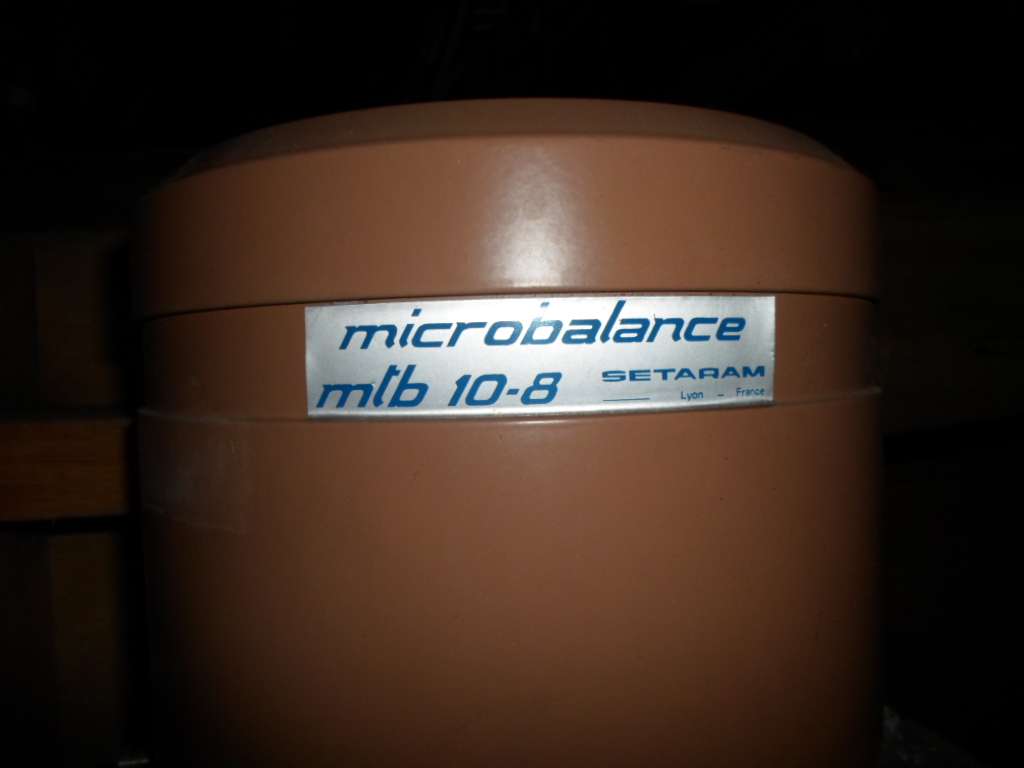 microbalance
mtb 10-8 SETARAM
Lyon - France